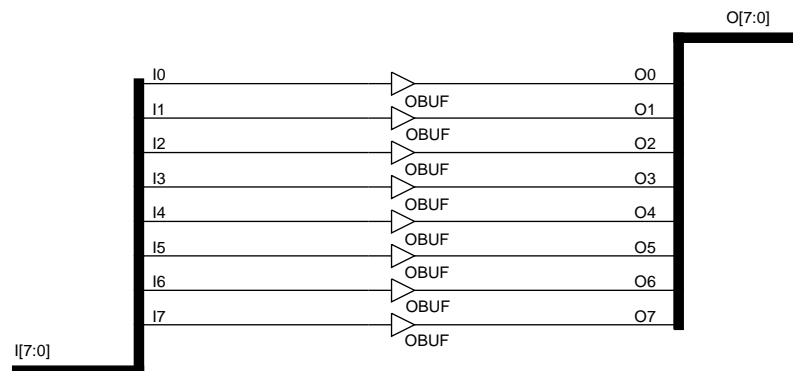 O[7:0]
I0 O0
OBUF
I1 O1
OBUF
I2 O2
OBUF
I3 O3
OBUF
I4 O4
OBUF
I5 O5
OBUF
I6 O6
OBUF
I7 O7
OBUF
I[7:0]